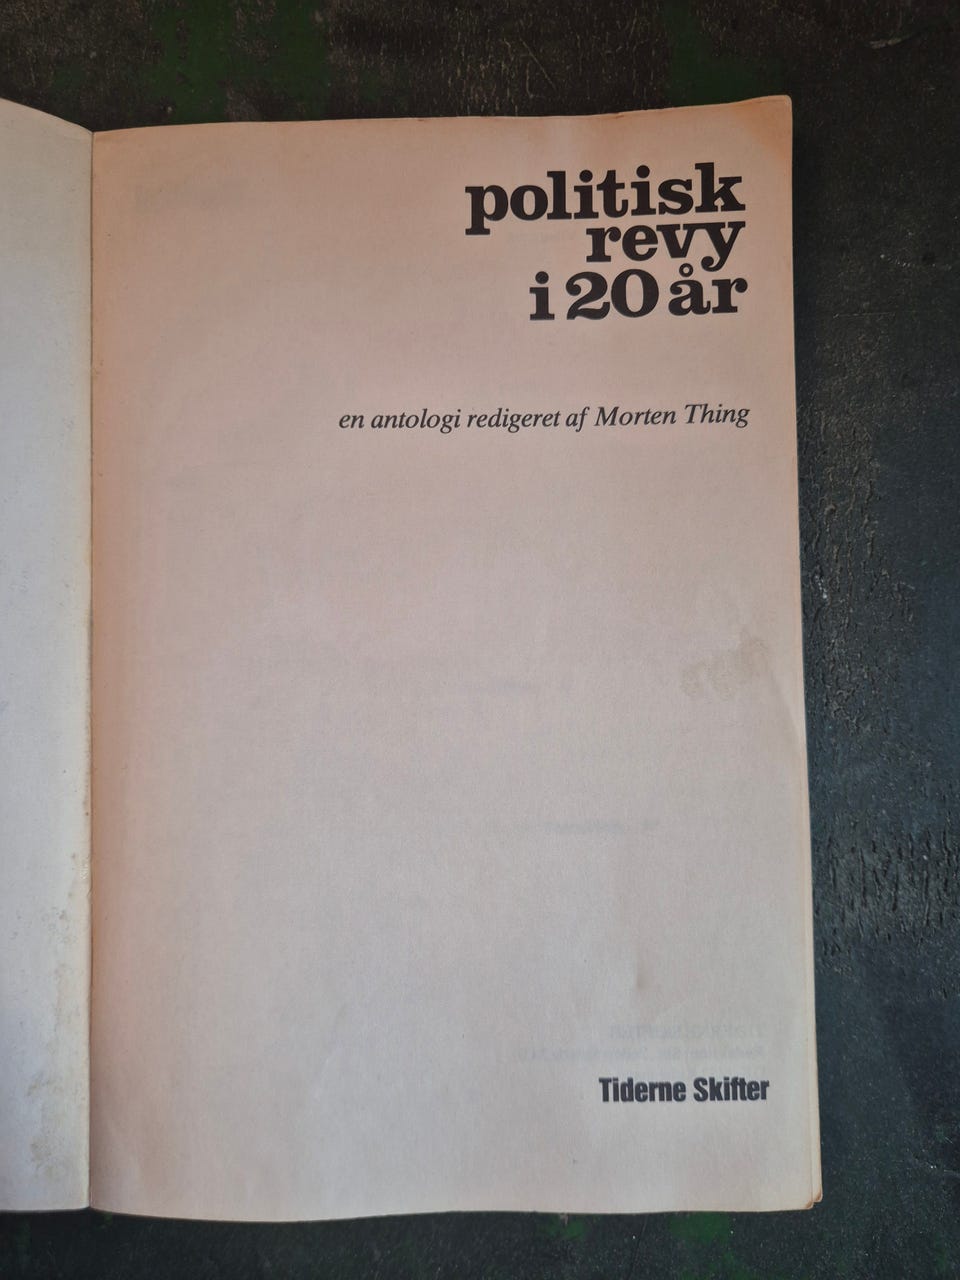 politisk
revy
i 20 år
en antologi redigeret af Morten Thing
Tiderne Skifter